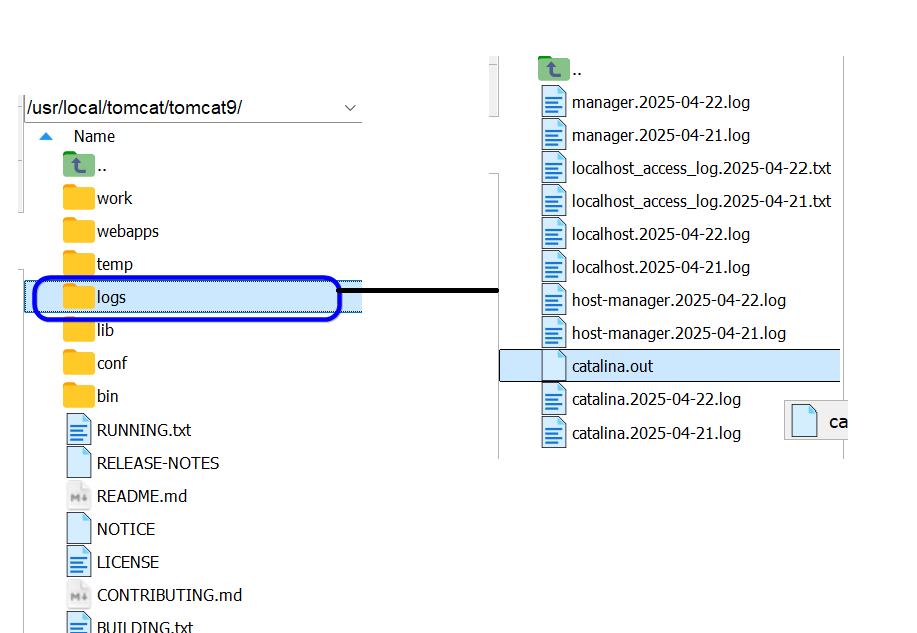 /usr/local/tomcat/tomcat9/
Name
..
work
webapps
temp
logs
lib
conf
bin
RUNNING.txt
RELEASE-NOTES
README.md
NOTICE
LICENSE
CONTRIBUTING.md
BUILDING.txt
..
manager.2025-04-22.log
manager.2025-04-21.log
localhost_access_log.2025-04-22.txt
localhost_access_log.2025-04-21.txt
localhost.2025-04-22.log
localhost.2025-04-21.log
host-manager.2025-04-22.log
host-manager.2025-04-21.log
catalina.out
catalina.2025-04-22.log
catalina.2025-04-21.log
ca